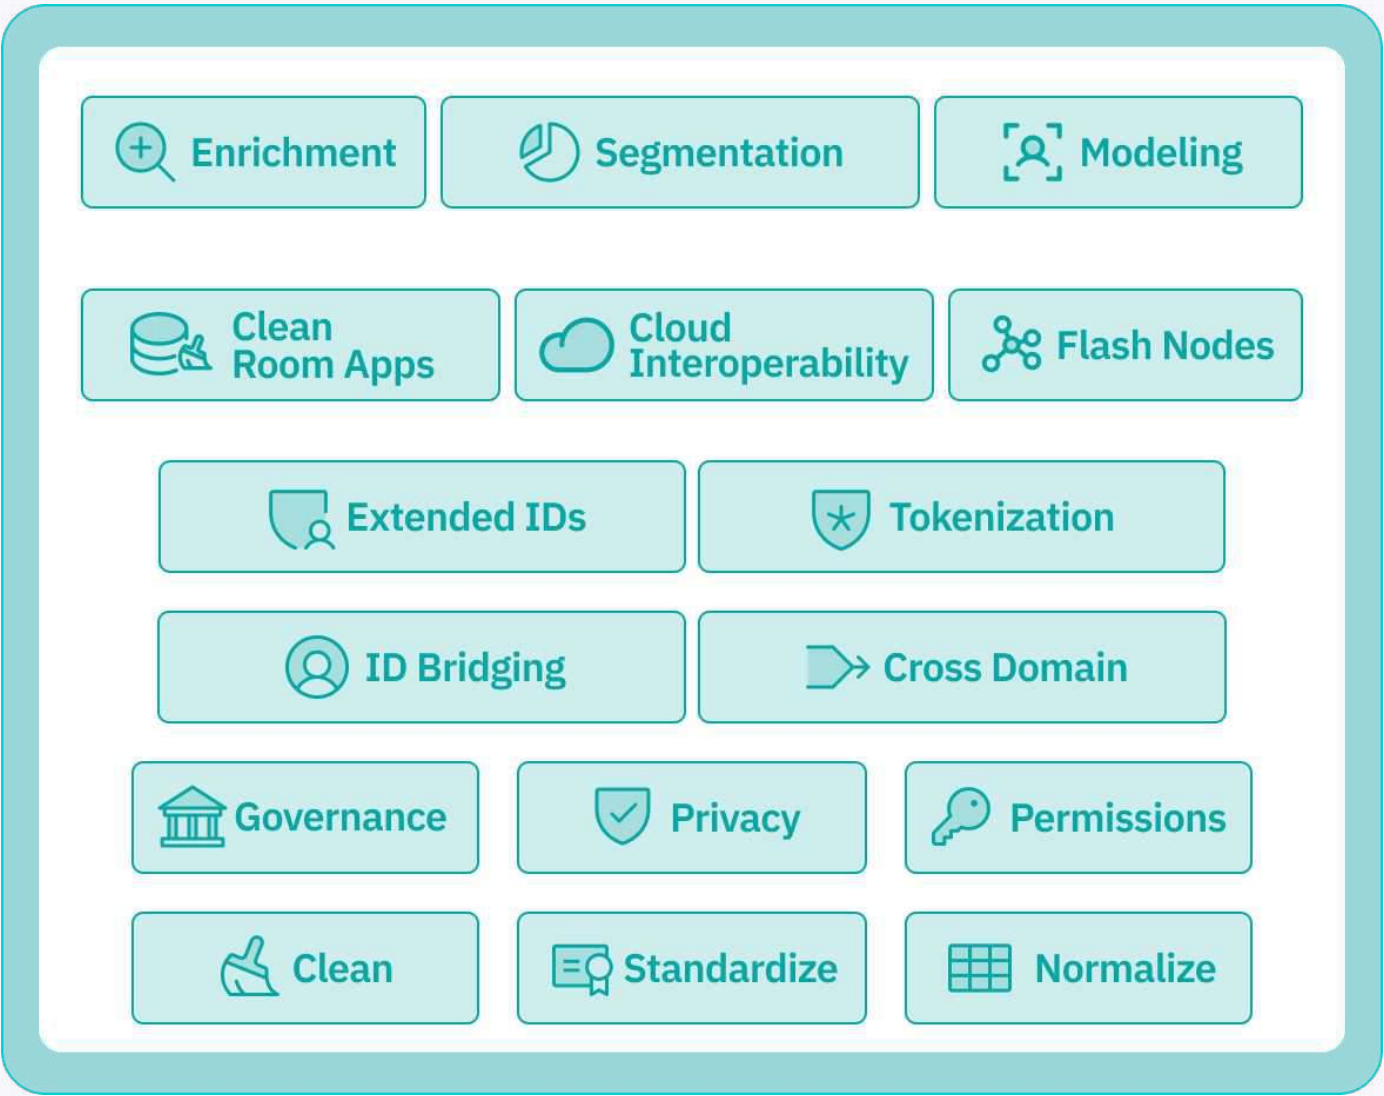 Enrichment
Segmentation
Modeling
Clean
Room Apps
Cloud
Interoperability
Flash Nodes
Extended IDs
Tokenization
ID Bridging
Cross Domain
Governance
Privacy
Permissions
Clean
Standardize
Normalize